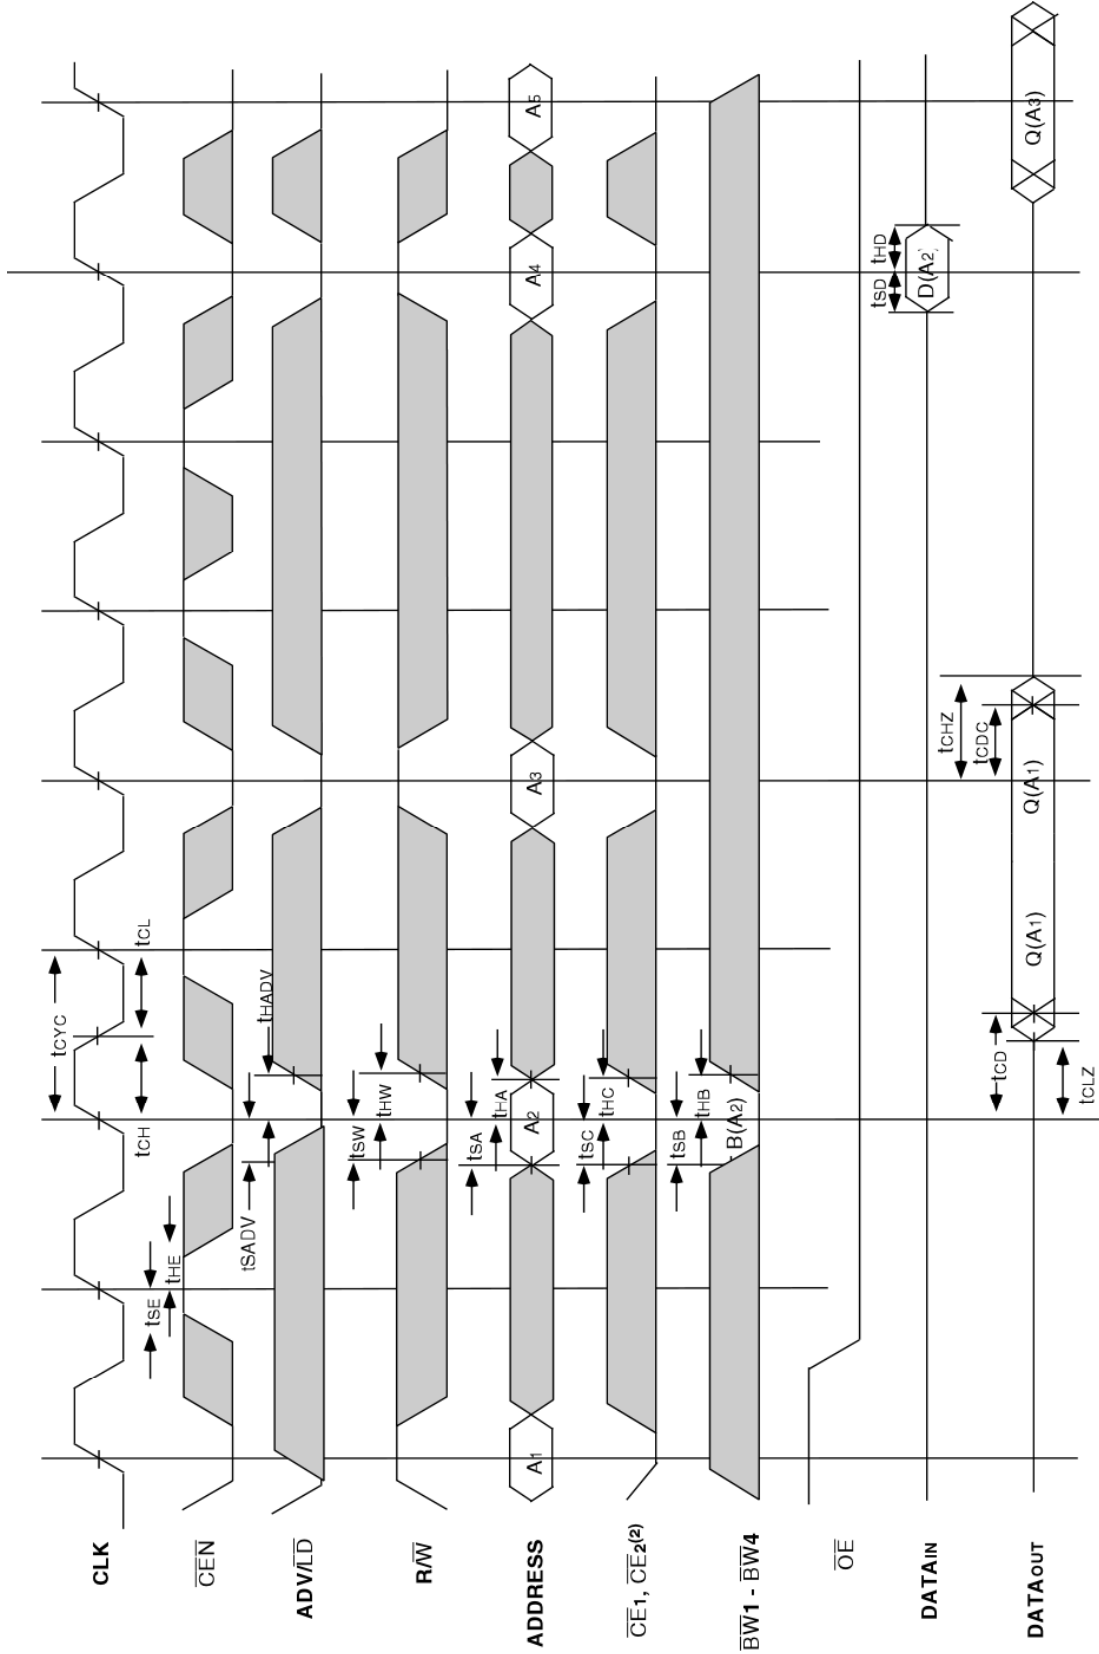 CLK
tCYC
tCH
tCL
CEN
tSE
tHE
ADV/LD
tSADV
tHADV
R/W
tSW
tHW
ADDRESS
A1
A2
A3
A4
A5
tSA
tHA
CE1, CE2(2)
tSC
tHC
BW1 - BW4
tSB
tHB
B(A2)
OE
DATAIN
tSD
tHD
D(A2)
DATAOUT
tCD
tCLZ
Q(A1)
Q(A1)
tCHZ
tCDC
Q(A3)